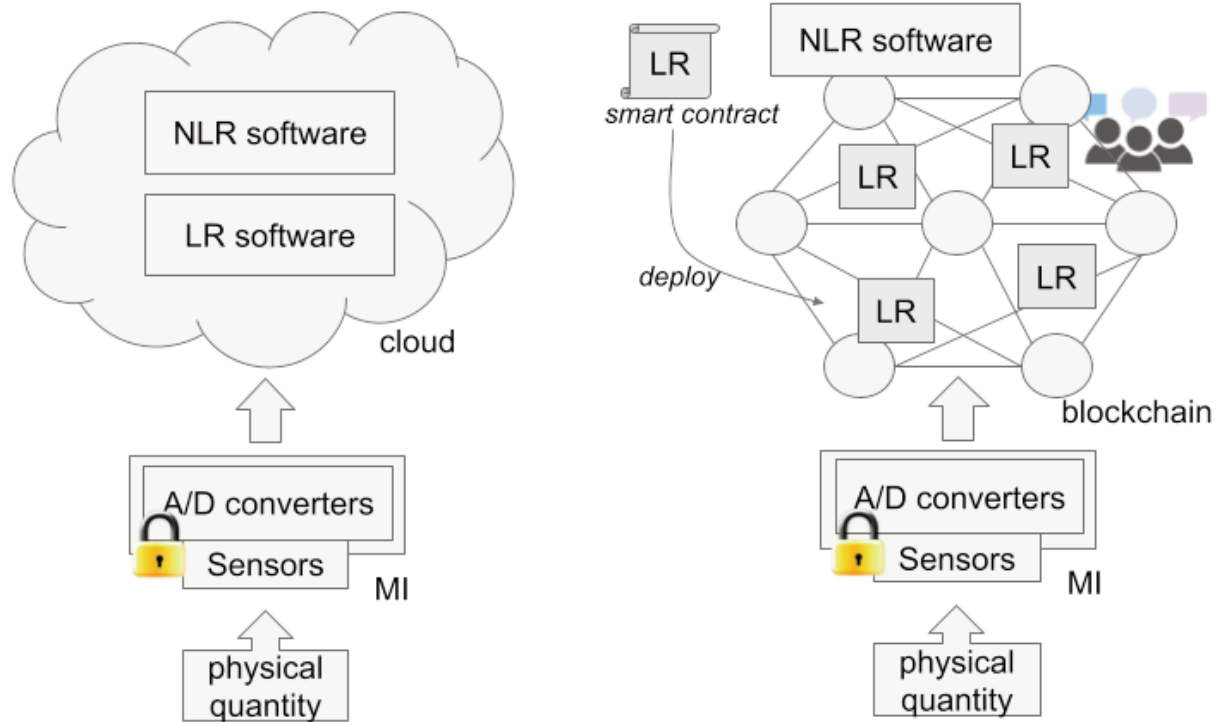 NLR software
LR software
cloud
A/D converters
Sensors
MI
physical
quantity
LR
smart contract
deploy
NLR software
LR
LR
LR
LR
blockchain
A/D converters
Sensors
MI
physical
quantity